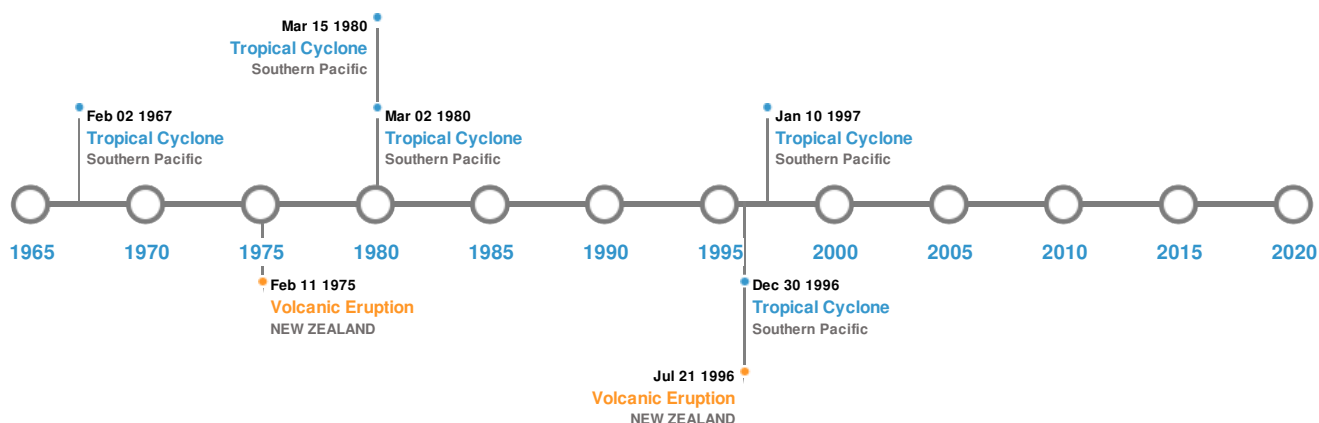 Mar 15 1980
Tropical Cyclone
Southern Pacific
Feb 02 1967
Tropical Cyclone
Southern Pacific
Mar 02 1980
Tropical Cyclone
Southern Pacific
Jan 10 1997
Tropical Cyclone
Southern Pacific
1965 1970 1975 1980 1985 1990 1995 2000 2005 2010 2015 2020
Feb 11 1975
Volcanic Eruption
NEW ZEALAND
Dec 30 1996
Tropical Cyclone
Southern Pacific
Jul 21 1996
Volcanic Eruption
NEW ZEALAND